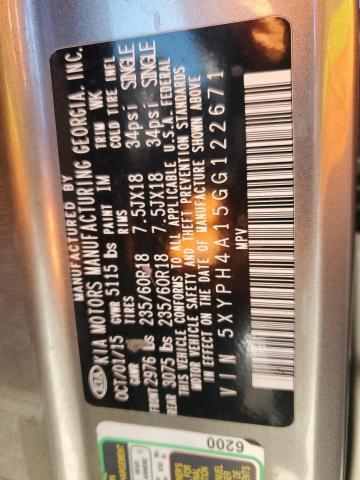 MANUFACTURED BY
KIA KIA MOTORS MANUFACTURING GEORGIA, INC.
OCT/01/15 PAINT IM TRIM WK
GVWR 5115 lbs
GAWR TIRES RIMS COLD TIRE INFL
FRONT 2976 lbs 235/60R18 7.5JX18 34psi SINGLE
REAR 3075 lbs 235/60R18 7.5JX18 34psi SINGLE
THIS VEHICLE CONFORMS TO ALL APPLICABLE U.S.A. FEDERAL
MOTOR VEHICLE SAFETY AND THEFT PREVENTION STANDARDS
IN EFFECT ON THE DATE OF MANUFACTURE SHOWN ABOVE
VIN 5XYPH4A15GG122671
MPV
6200